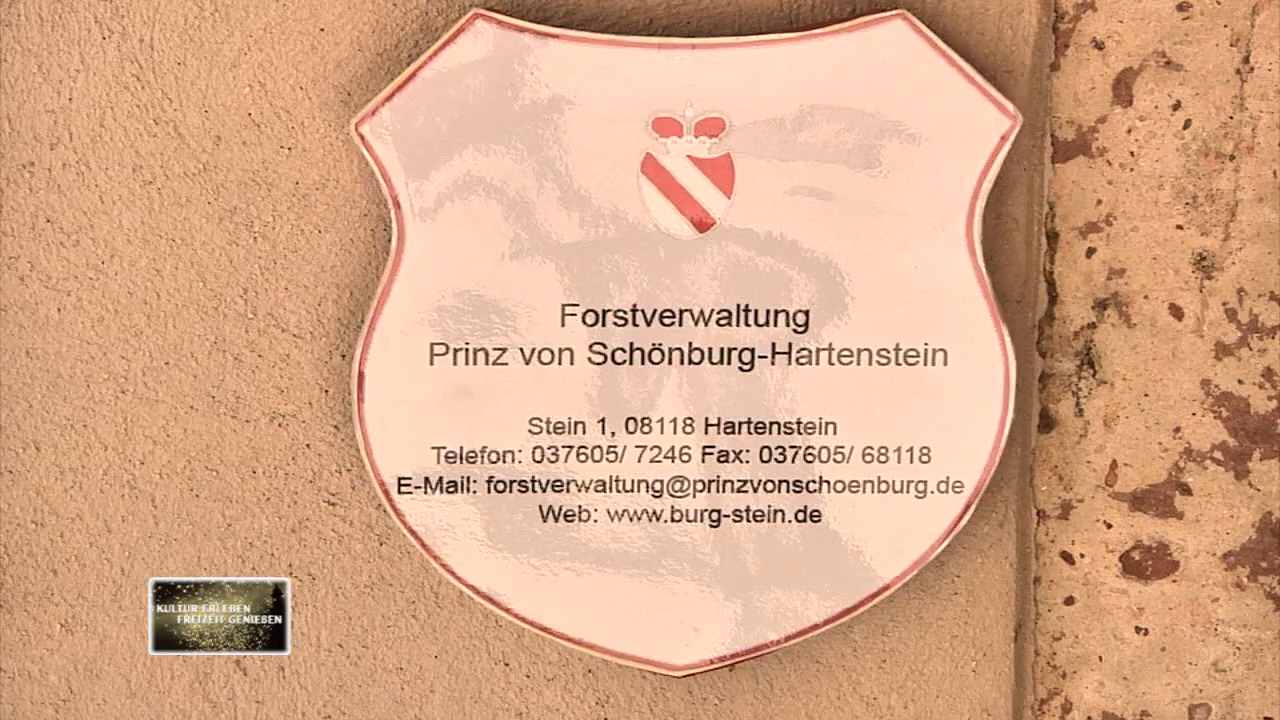 Forstverwaltung
Prinz von Schönburg-Hartenstein
Stein 1, 08118 Hartenstein
Telefon: 037605/ 7246 Fax: 037605/ 68118
E-Mail: forstverwaltung@prinzvonschoenburg.de
Web: www.burg-stein.de
KULTUR ERLEBEN
FREIZEIT GENIEßEN